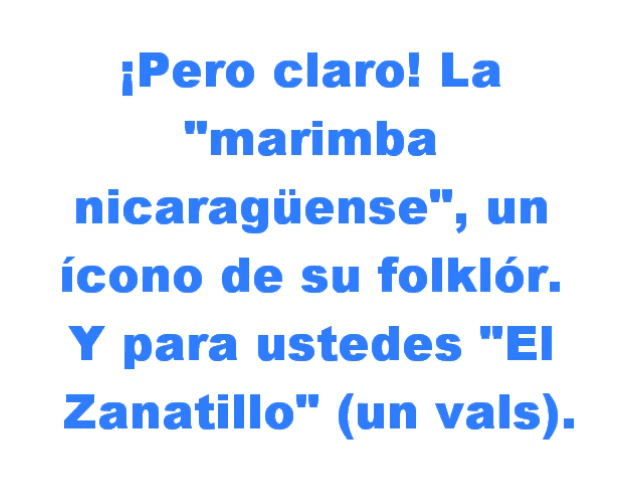 ¡Pero claro! La
"marimba
nicaragüense", un
ícono de su folklór.
Y para ustedes "El
Zanatillo" (un vals).